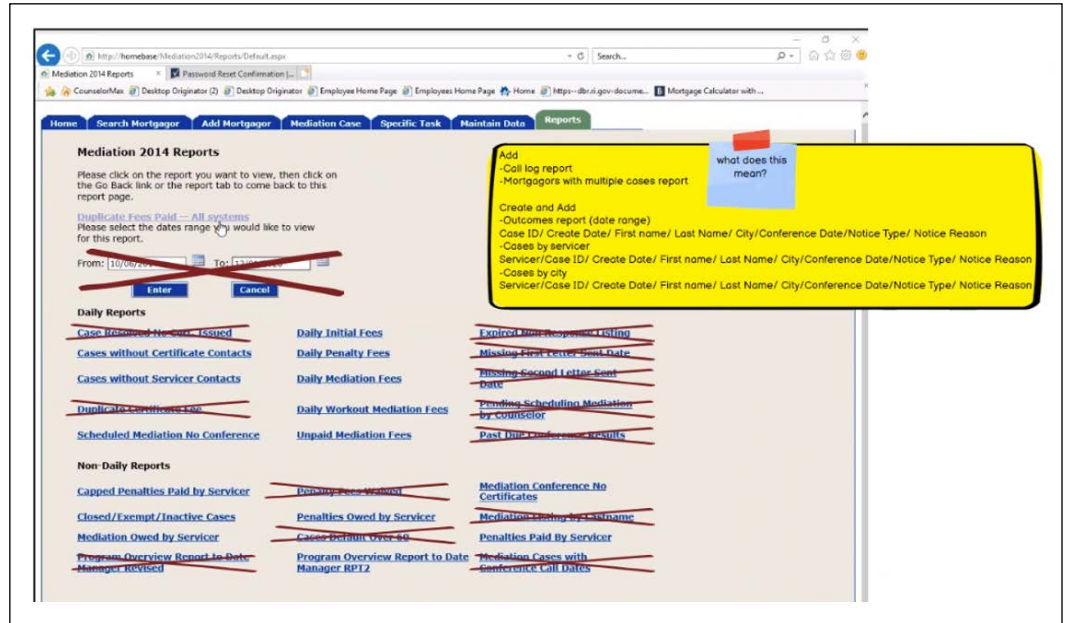 http://homebase/Mediation2014/Reports/Default.aspx
Search...
Mediation 2014 Reports
Password Reset Confirmation |...
CounselorMax
Desktop Originator (2)
Desktop Originator
Employee Home Page
Employees Home Page
Home
https--dbr.ri.gov-docume...
Mortgage Calculator with ...
Home
Search Mortgagor
Add Mortgagor
Mediation Case
Specific Task
Maintain Data
Reports
Mediation 2014 Reports
Please click on the report you want to view, then click on
the Go Back link or the report tab to come back to this
report page.
Duplicate Fees Paid -- All systems
Please select the dates range you would like to view
for this report.
From:
To:
Enter
Cancel
Add
-Call log report
-Mortgagors with multiple cases report
Create and Add
-Outcomes report (date range)
Case ID/ Create Date/ First name/ Last Name/ City/Conference Date/Notice Type/ Notice Reason
-Cases by servicer
Servicer/Case ID/ Create Date/ First name/ Last Name/ City/Conference Date/Notice Type/ Notice Reason
-Cases by city
Servicer/Case ID/ Create Date/ First name/ Last Name/ City/Conference Date/Notice Type/ Notice Reason
what does this
mean?
Daily Reports
Case Resolved No Cert. Issued
Daily Initial Fees
Expired Non Response Listing
Cases without Certificate Contacts
Daily Penalty Fees
Missing First Letter Sent Date
Cases without Servicer Contacts
Daily Mediation Fees
Missing Second Letter Sent
Date
Duplicate Certificate Fee
Daily Workout Mediation Fees
Pending Scheduling Mediation
by Counselor
Scheduled Mediation No Conference
Unpaid Mediation Fees
Past Due Conference Results
Non-Daily Reports
Capped Penalties Paid by Servicer
Penalty Fees Waived
Mediation Conference No
Certificates
Closed/Exempt/Inactive Cases
Penalties Owed by Servicer
Mediation Listing by Lastname
Mediation Owed by Servicer
Cases Default Over 60
Penalties Paid By Servicer
Program Overview Report to Date
Manager Revised
Program Overview Report to Date
Manager RPT2
Mediation Cases with
Conference Call Dates